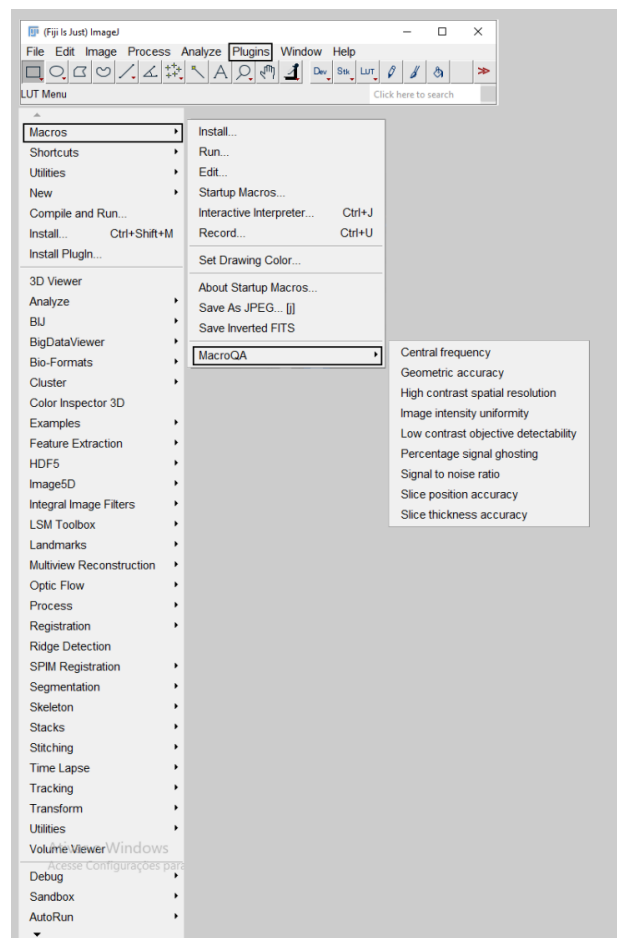 (Fiji Is Just) ImageJ
File Edit Image Process Analyze Plugins Window Help
A Dev Stk LUT
LUT Menu
Click here to search
Macros
Shortcuts
Utilities
New
Compile and Run...
Install... Ctrl+Shift+M
Install PlugIn...
3D Viewer
Analyze
BIJ
BigDataViewer
Bio-Formats
Cluster
Color Inspector 3D
Examples
Feature Extraction
HDF5
Image5D
Integral Image Filters
LSM Toolbox
Landmarks
Multiview Reconstruction
Optic Flow
Process
Registration
Ridge Detection
SPIM Registration
Segmentation
Skeleton
Stacks
Stitching
Time Lapse
Tracking
Transform
Utilities
Volume Viewer
Debug
Sandbox
AutoRun
Install...
Run...
Edit...
Startup Macros...
Interactive Interpreter... Ctrl+J
Record... Ctrl+U
Set Drawing Color...
About Startup Macros...
Save As JPEG... [j]
Save Inverted FITS
MacroQA
Central frequency
Geometric accuracy
High contrast spatial resolution
Image intensity uniformity
Low contrast objective detectability
Percentage signal ghosting
Signal to noise ratio
Slice position accuracy
Slice thickness accuracy
Windows
Acesse Configurações para